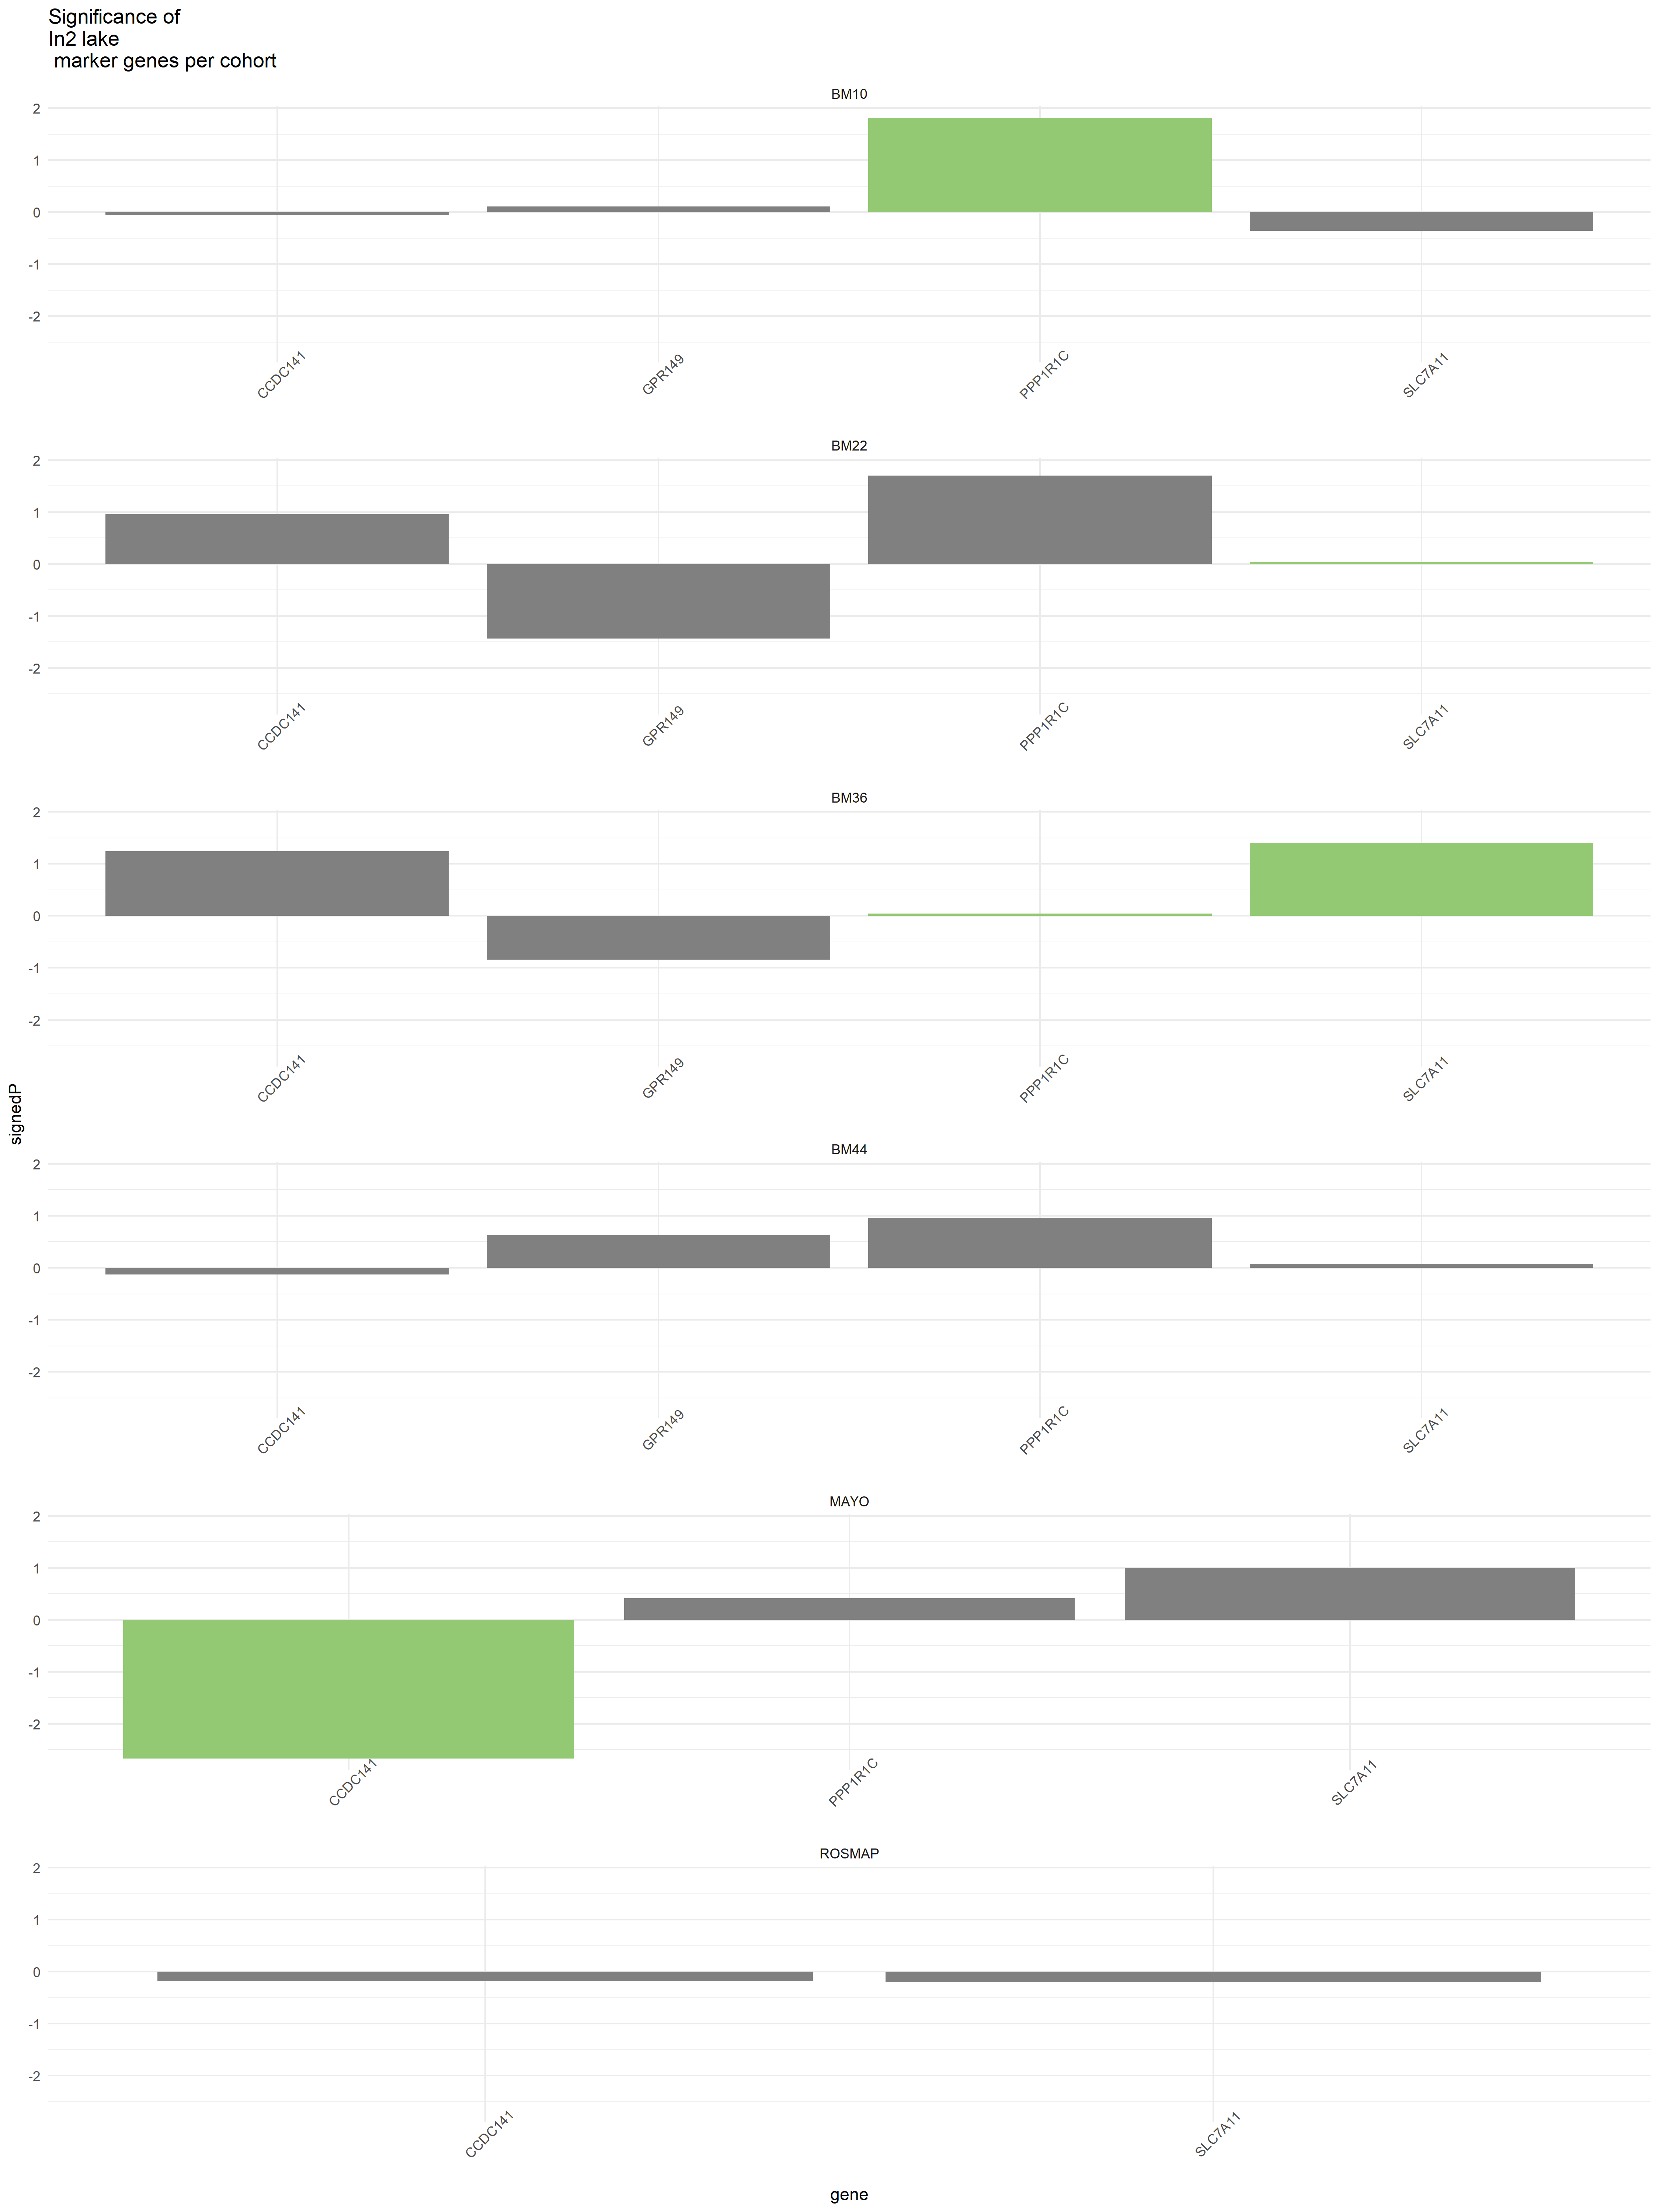 Significance of
In2 lake
marker genes per cohort
signedP
BM10
2
1
0
-1
-2
CCDC141 GPR149 PPP1R1C SLC7A11
BM22
2
1
0
-1
-2
CCDC141 GPR149 PPP1R1C SLC7A11
BM36
2
1
0
-1
-2
CCDC141 GPR149 PPP1R1C SLC7A11
BM44
2
1
0
-1
-2
CCDC141 GPR149 PPP1R1C SLC7A11
MAYO
2
1
0
-1
-2
CCDC141 PPP1R1C SLC7A11
ROSMAP
2
1
0
-1
-2
CCDC141 SLC7A11
gene